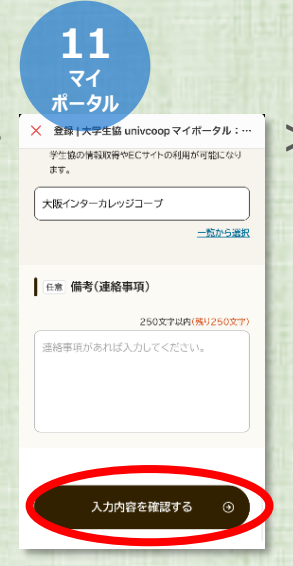 11
マイ
ポータル
登録 | 大学生協 univcoop マイポータル：…
学生協の情報取得やECサイトの利用が可能になり
ます。
大阪インターカレッジコープ
一覧から選択
任意 備考(連絡事項)
250文字以内(残り250文字)
連絡事項があれば入力してください。
入力内容を確認する